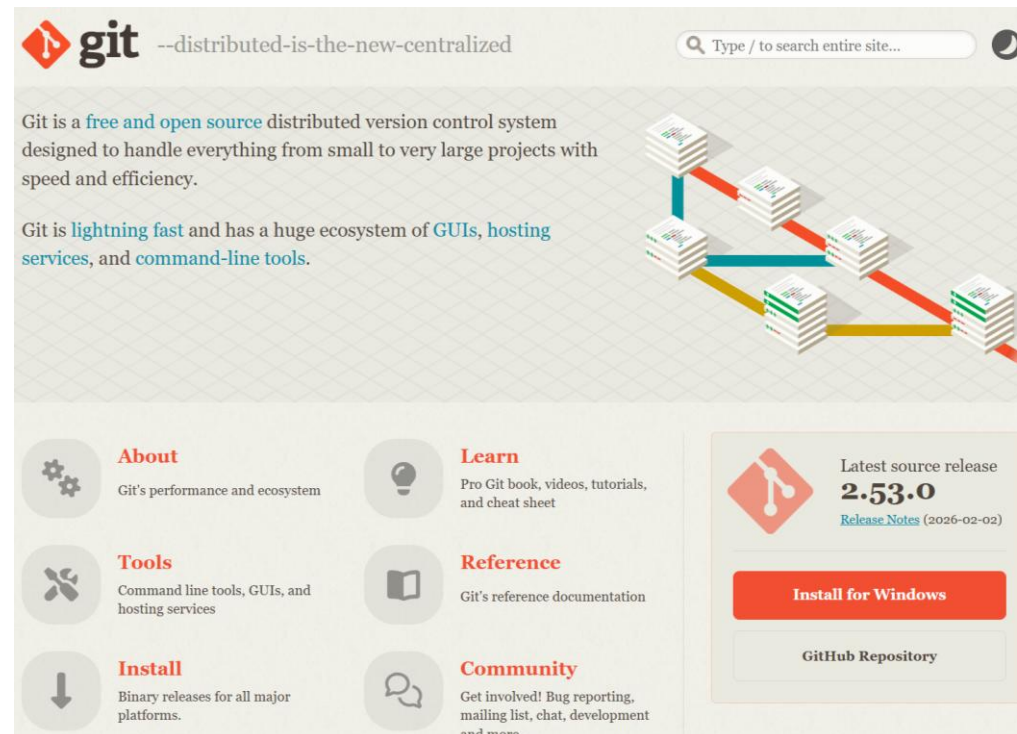 git --distributed-is-the-new-centralized
Type / to search entire site...
Git is a free and open source distributed version control system
designed to handle everything from small to very large projects with
speed and efficiency.
Git is lightning fast and has a huge ecosystem of GUIs, hosting
services, and command-line tools.
About
Git's performance and ecosystem
Learn
Pro Git book, videos, tutorials,
and cheat sheet
Tools
Command line tools, GUIs, and
hosting services
Reference
Git's reference documentation
Install
Binary releases for all major
platforms.
Community
Get involved! Bug reporting,
mailing list, chat, development
and more
Latest source release
2.53.0
Release Notes (2026-02-02)
Install for Windows
GitHub Repository